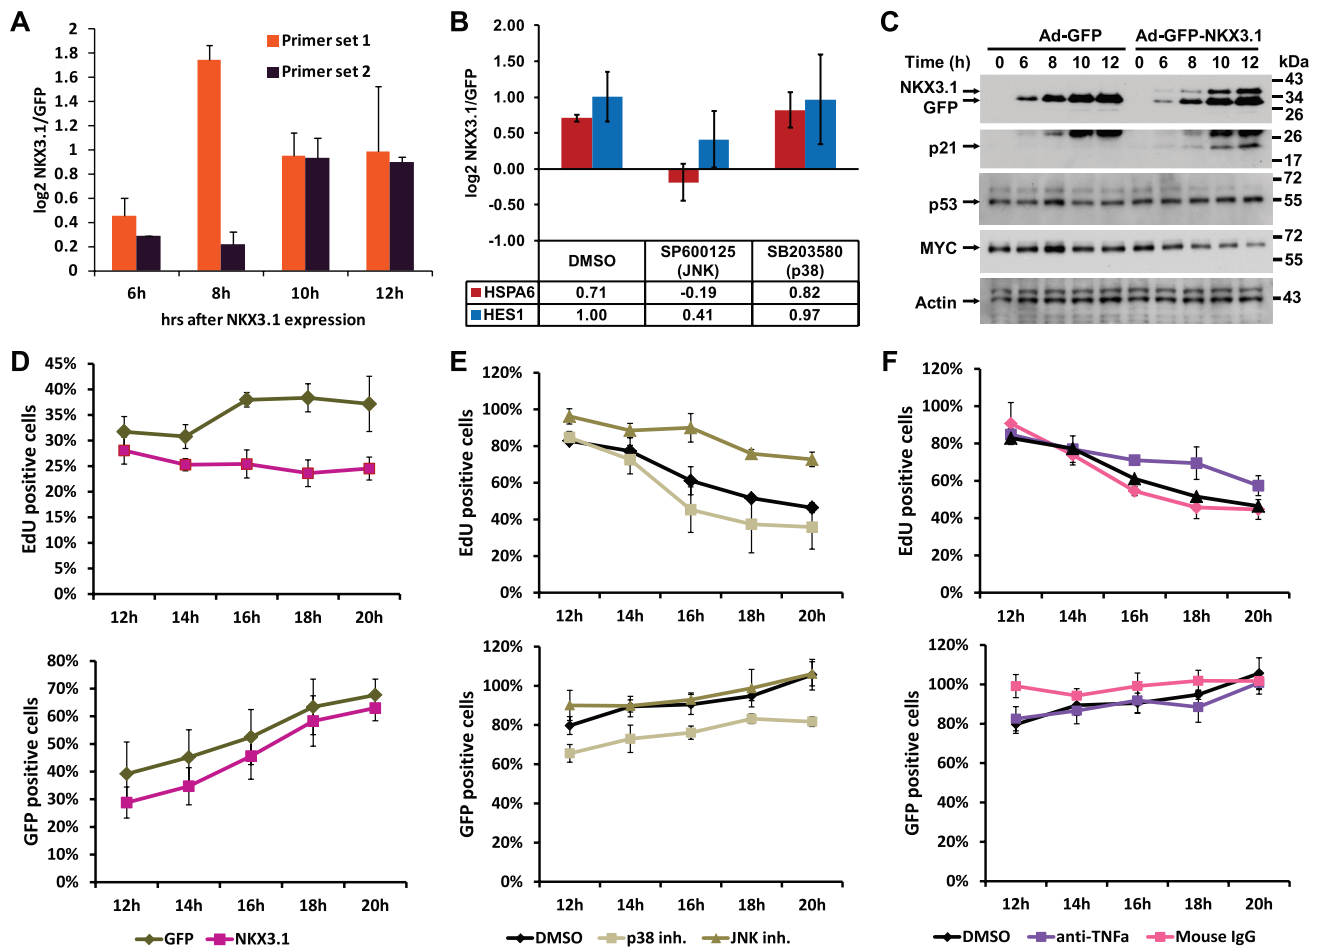 A
log2 NKX3.1/GFP
2
1.8
1.6
1.4
1.2
1
0.8
0.6
0.4
0.2
0
Primer set 1
Primer set 2
6h 8h 10h 12h
hrs after NKX3.1 expression
B
log2 NKX3.1/GFP
2.00
1.50
1.00
0.50
0.00
-0.50
-1.00
DMSO SP600125 (JNK) SB203580 (p38)
HSPA6 0.71 -0.19 0.82
HES1 1.00 0.41 0.97
C
Ad-GFP Ad-GFP-NKX3.1
Time (h) 0 6 8 10 12 0 6 8 10 12 kDa
NKX3.1
GFP
43
34
26
p21
26
17
p53
72
55
MYC
72
55
Actin
43
D
EdU positive cells
45%
40%
35%
30%
25%
20%
15%
10%
5%
0%
12h 14h 16h 18h 20h
GFP positive cells
80%
70%
60%
50%
40%
30%
20%
10%
0%
12h 14h 16h 18h 20h
GFP NKX3.1
E
EdU positive cells
120%
100%
80%
60%
40%
20%
0%
12h 14h 16h 18h 20h
GFP positive cells
120%
100%
80%
60%
40%
20%
0%
12h 14h 16h 18h 20h
DMSO p38 inh. JNK inh.
F
EdU positive cells
120%
100%
80%
60%
40%
20%
0%
12h 14h 16h 18h 20h
GFP positive cells
120%
100%
80%
60%
40%
20%
0%
12h 14h 16h 18h 20h
DMSO anti-TNFa Mouse IgG